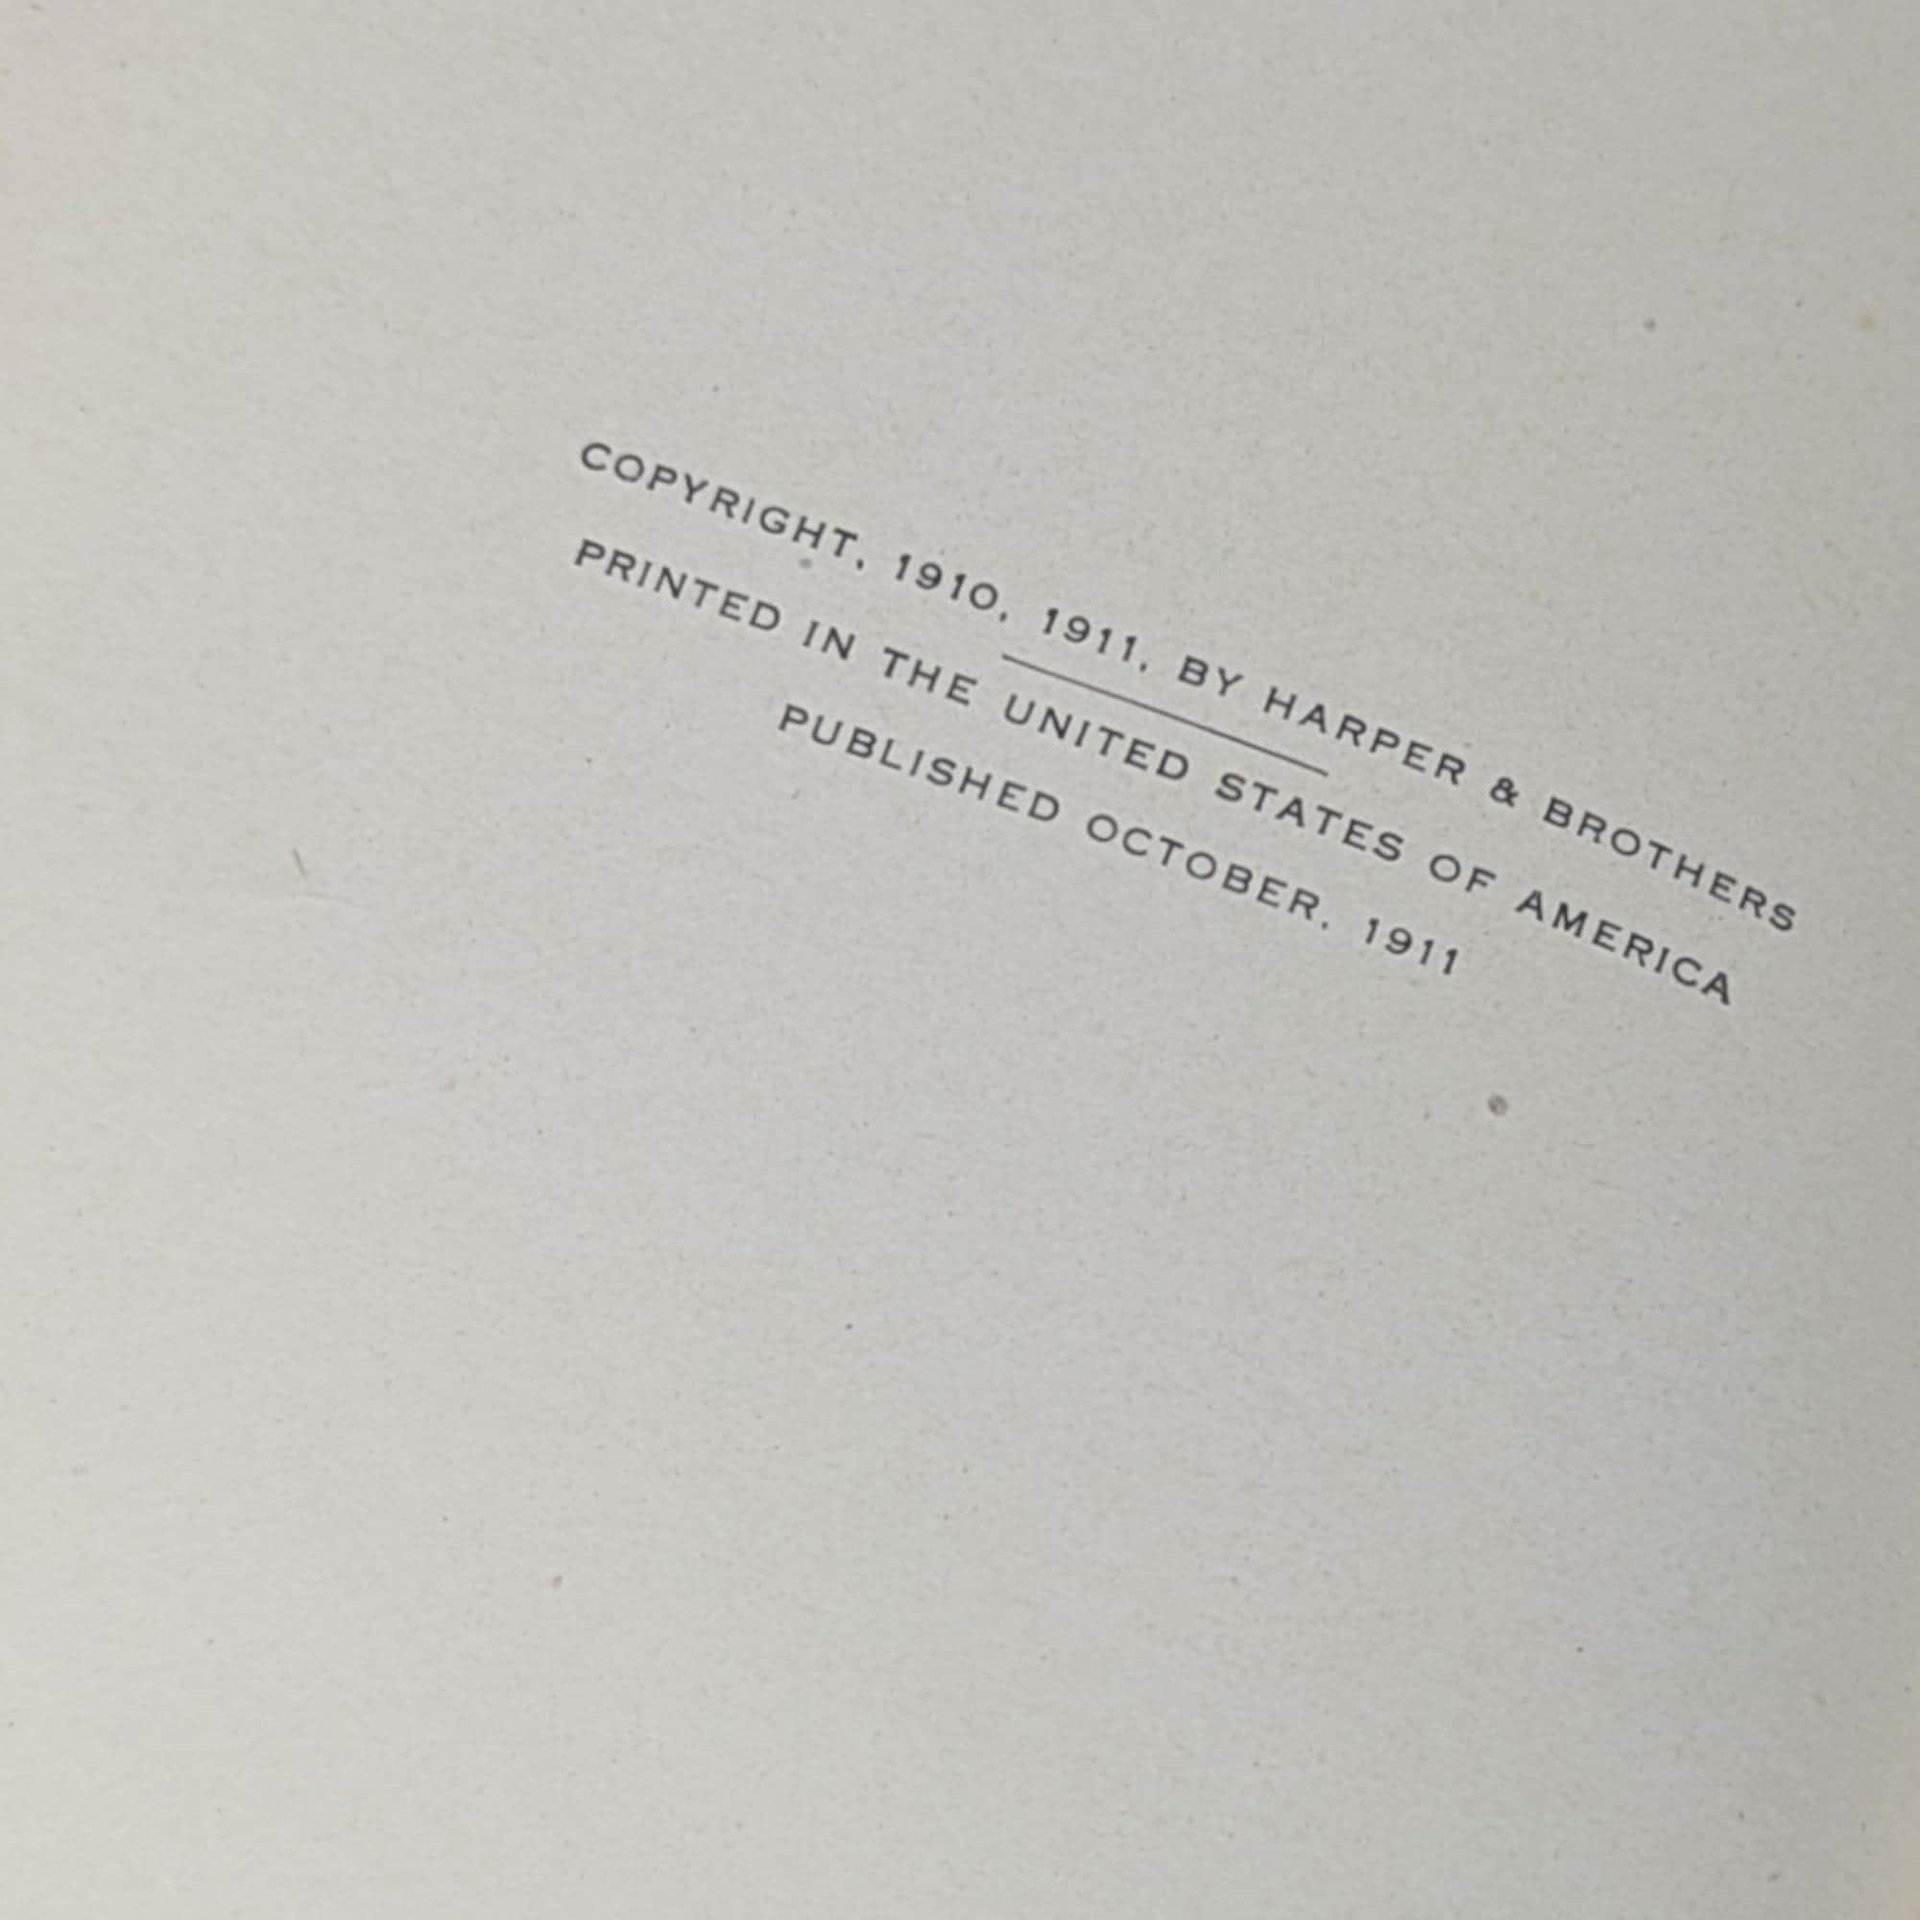 COPYRIGHT, 1910, 1911, BY HARPER & BROTHERS
PRINTED IN THE UNITED STATES OF AMERICA
PUBLISHED OCTOBER, 1911